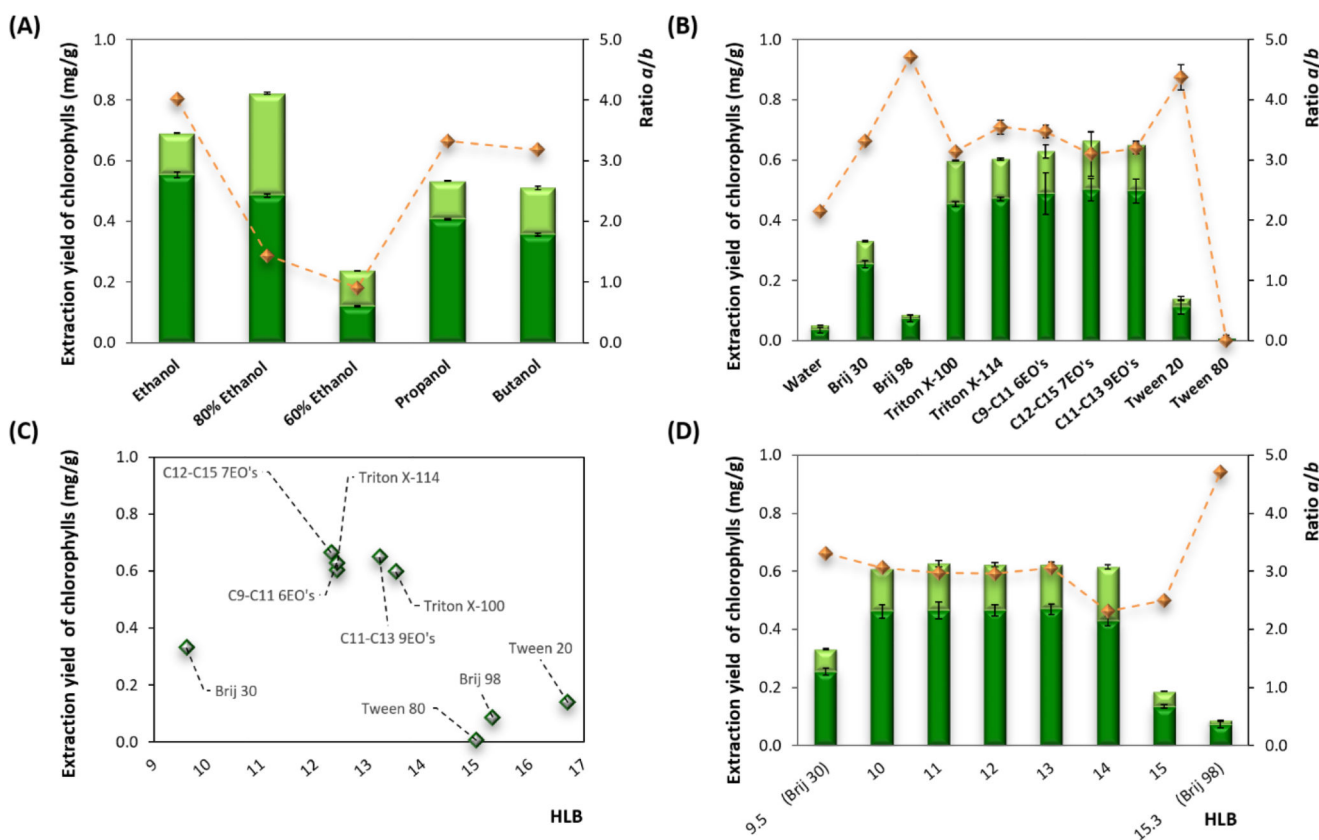 (A)
Extraction yield of chlorophylls (mg/g)
1.0
0.8
0.6
0.4
0.2
0.0
5.0
4.0
3.0
2.0
1.0
0.0
Ratio a/b
Ethanol
80% Ethanol
60% Ethanol
Propanol
Butanol
(B)
Extraction yield of chlorophylls (mg/g)
1.0
0.8
0.6
0.4
0.2
0.0
5.0
4.0
3.0
2.0
1.0
0.0
Ratio a/b
Water
Brij 30
Brij 98
Triton X-100
Triton X-114
C9-C11 6EO's
C12-C15 7EO's
C11-C13 9EO's
Tween 20
Tween 80
(C)
Extraction yield of chlorophylls (mg/g)
1.0
0.8
0.6
0.4
0.2
0.0
C12-C15 7EO's
Triton X-114
C9-C11 6EO's
Triton X-100
C11-C13 9EO's
Tween 20
Brij 30
Brij 98
Tween 80
9
10
11
12
13
14
15
16
17
HLB
(D)
Extraction yield of chlorophylls (mg/g)
1.0
0.8
0.6
0.4
0.2
0.0
5.0
4.0
3.0
2.0
1.0
0.0
Ratio a/b
9.5 (Brij 30)
10
11
12
13
14
15
15.3 (Brij 98)
HLB